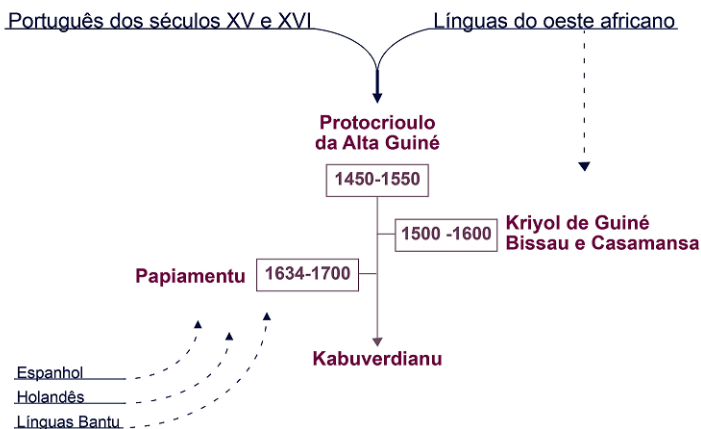 Português dos séculos XV e XVI
Línguas do oeste africano
Protocrioulo
da Alta Guiné
1450-1550
1500 -1600
Kriyol de Guiné
Bissau e Casamansa
Papiamentu
1634-1700
Kabuverdianu
Espanhol
Holandês
Línguas Bantu